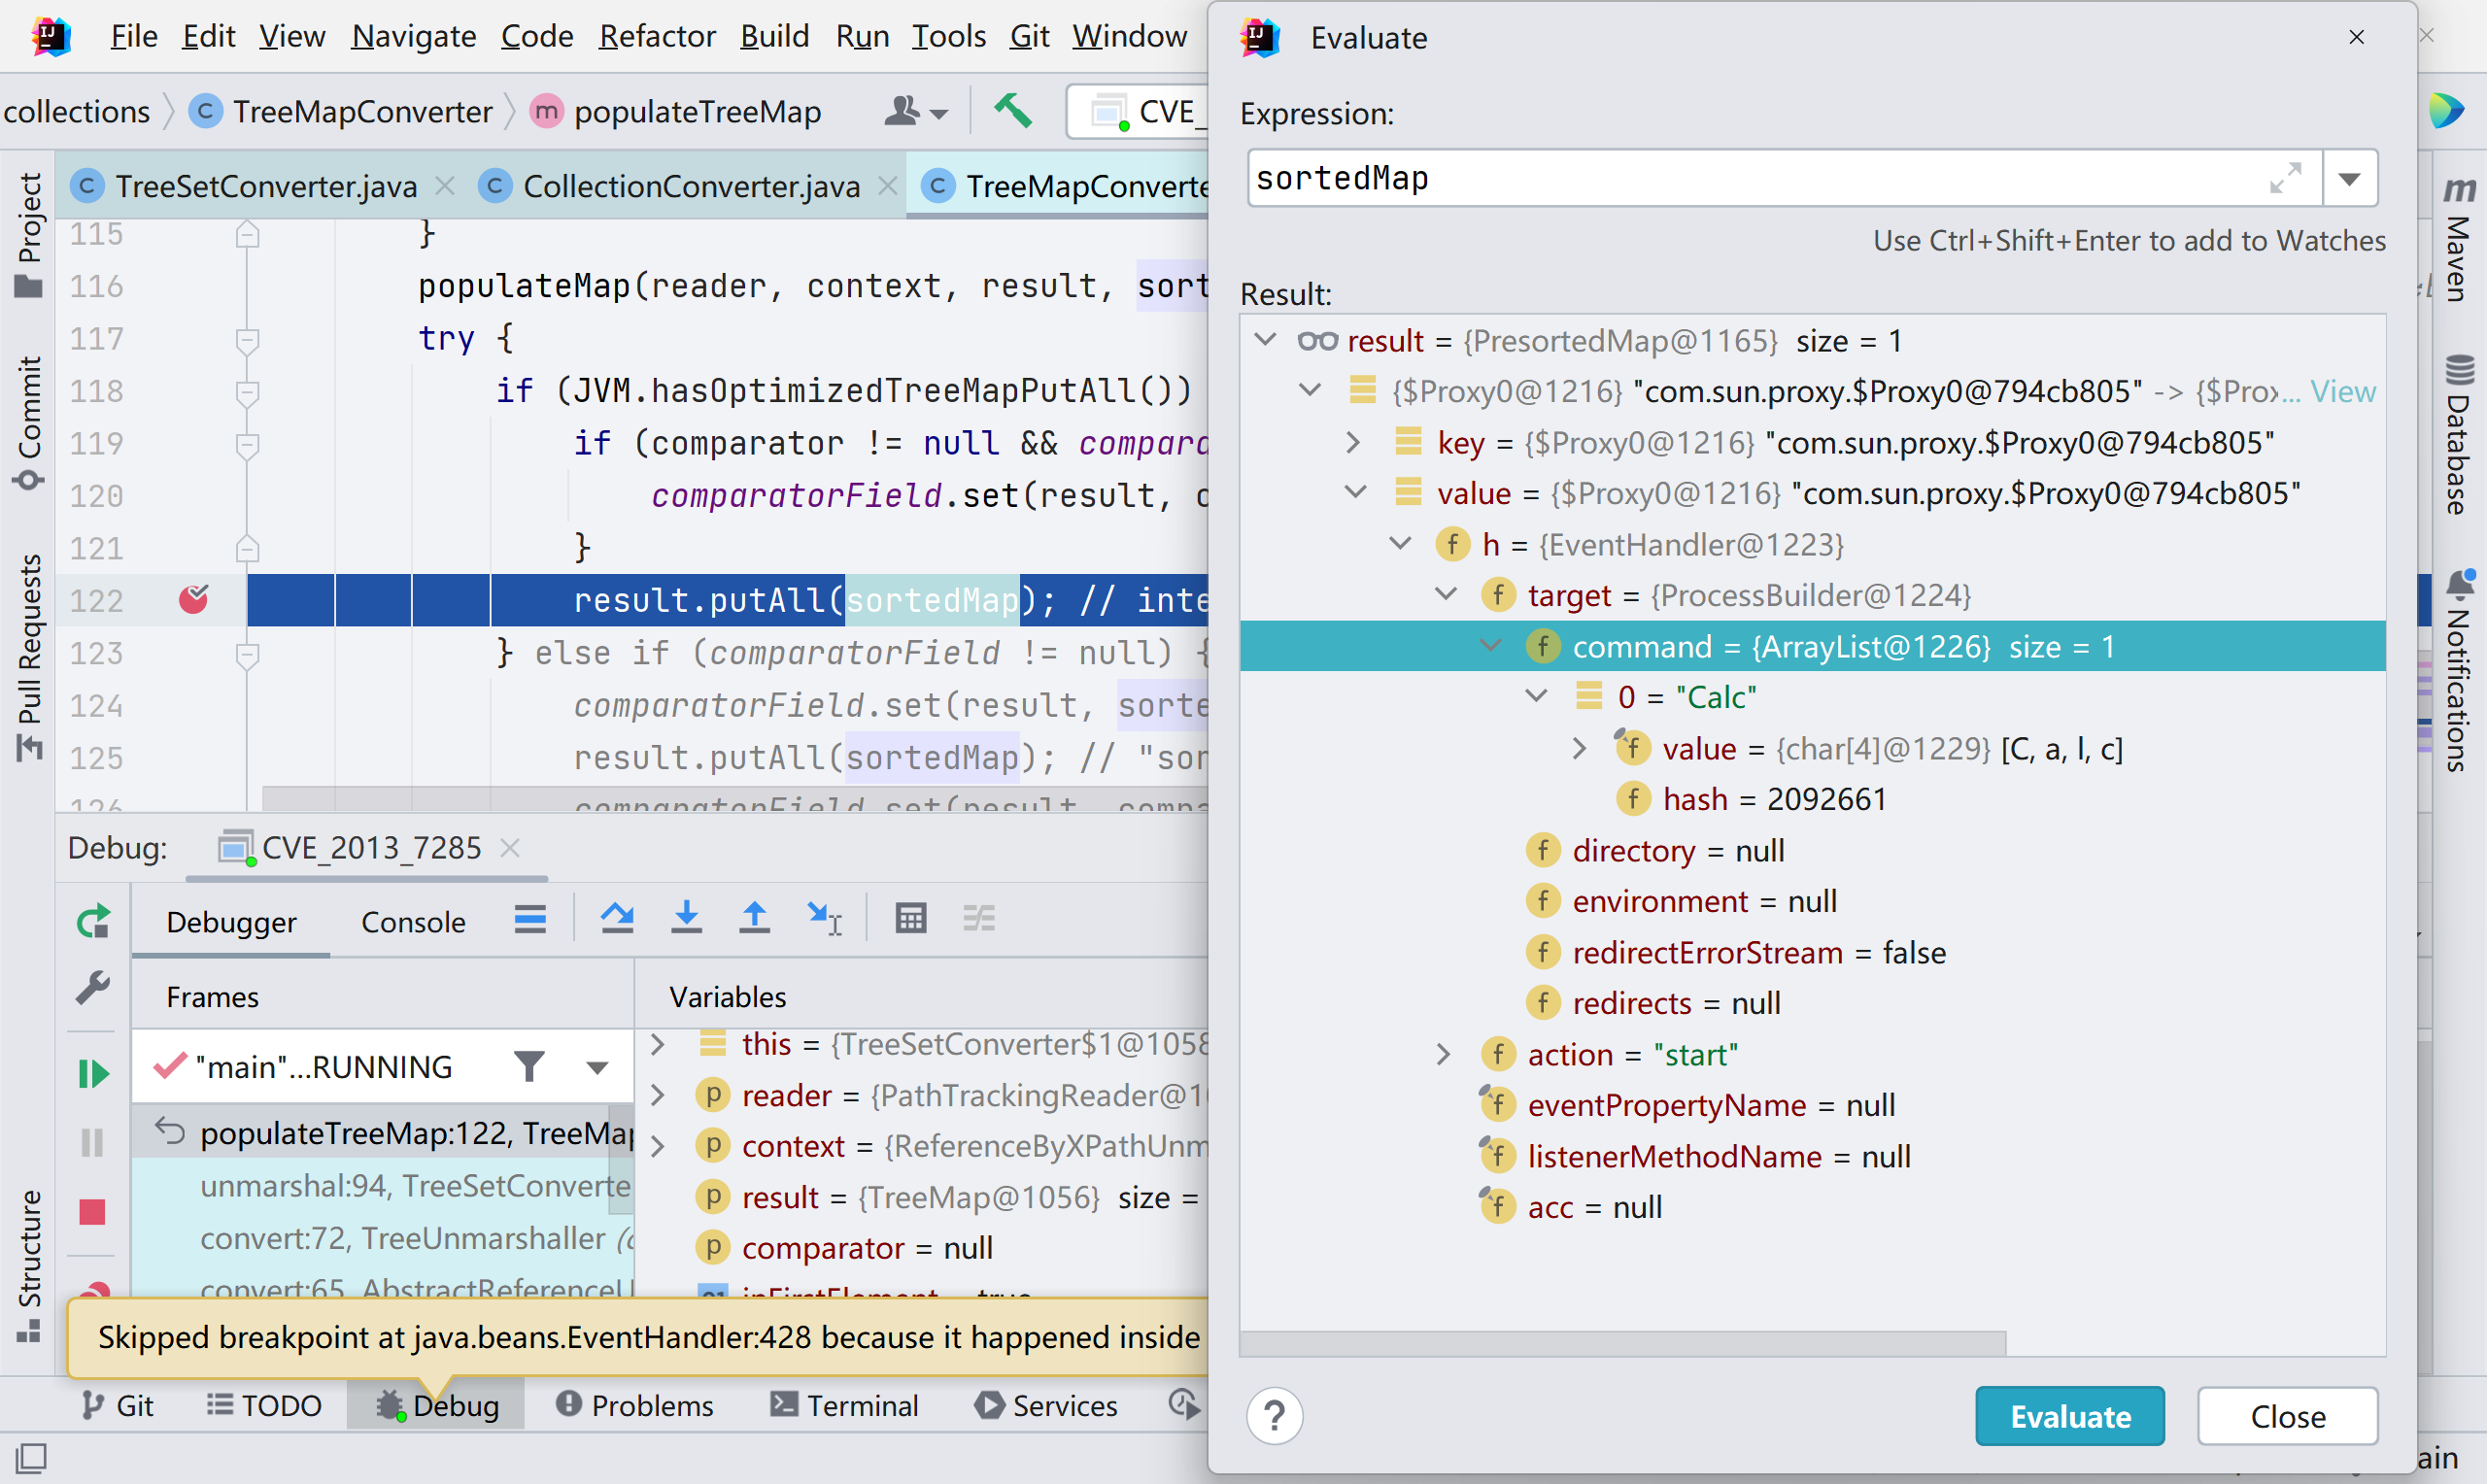 File Edit View Navigate Code Refactor Build Run Tools Git Window
collections TreeMapConverter populateTreeMap CVE_
TreeSetConverter.java CollectionConverter.java TreeMapConverte
115 }
116 populateMap(reader, context, result, sort
117 try {
118 if (JVM.hasOptimizedTreeMapPutAll())
119 if (comparator != null && compara
120 comparatorField.set(result, c
121 }
122 result.putAll(sortedMap); // inte
123 } else if (comparatorField != null) {
124 comparatorField.set(result, sorte
125 result.putAll(sortedMap); // "sor
126 comparatorField.set(result, compa
Project
Commit
Pull Requests
Structure
Debug: CVE_2013_7285
Debugger Console
Frames
"main"...RUNNING
populateTreeMap:122, TreeMap
unmarshal:94, TreeSetConverte
convert:72, TreeUnmarshaller
convert:65, AbstractReferenceU
Variables
this = {TreeSetConverter$1@1058
reader = {PathTrackingReader@10
context = {ReferenceByXPathUnm
result = {TreeMap@1056} size =
comparator = null
inFirstElement = true
Skipped breakpoint at java.beans.EventHandler:428 because it happened inside
Git TODO Debug Problems Terminal Services
Evaluate
Expression:
sortedMap
Use Ctrl+Shift+Enter to add to Watches
Result:
result = {PresortedMap@1165} size = 1
{$Proxy0@1216} "com.sun.proxy.$Proxy0@794cb805" -> {$Prox... View
key = {$Proxy0@1216} "com.sun.proxy.$Proxy0@794cb805"
value = {$Proxy0@1216} "com.sun.proxy.$Proxy0@794cb805"
h = {EventHandler@1223}
target = {ProcessBuilder@1224}
command = {ArrayList@1226} size = 1
0 = "Calc"
value = {char[4]@1229} [C, a, l, c]
hash = 2092661
directory = null
environment = null
redirectErrorStream = false
redirects = null
action = "start"
eventPropertyName = null
listenerMethodName = null
acc = null
? Evaluate Close
Maven
Database
Notifications
ain